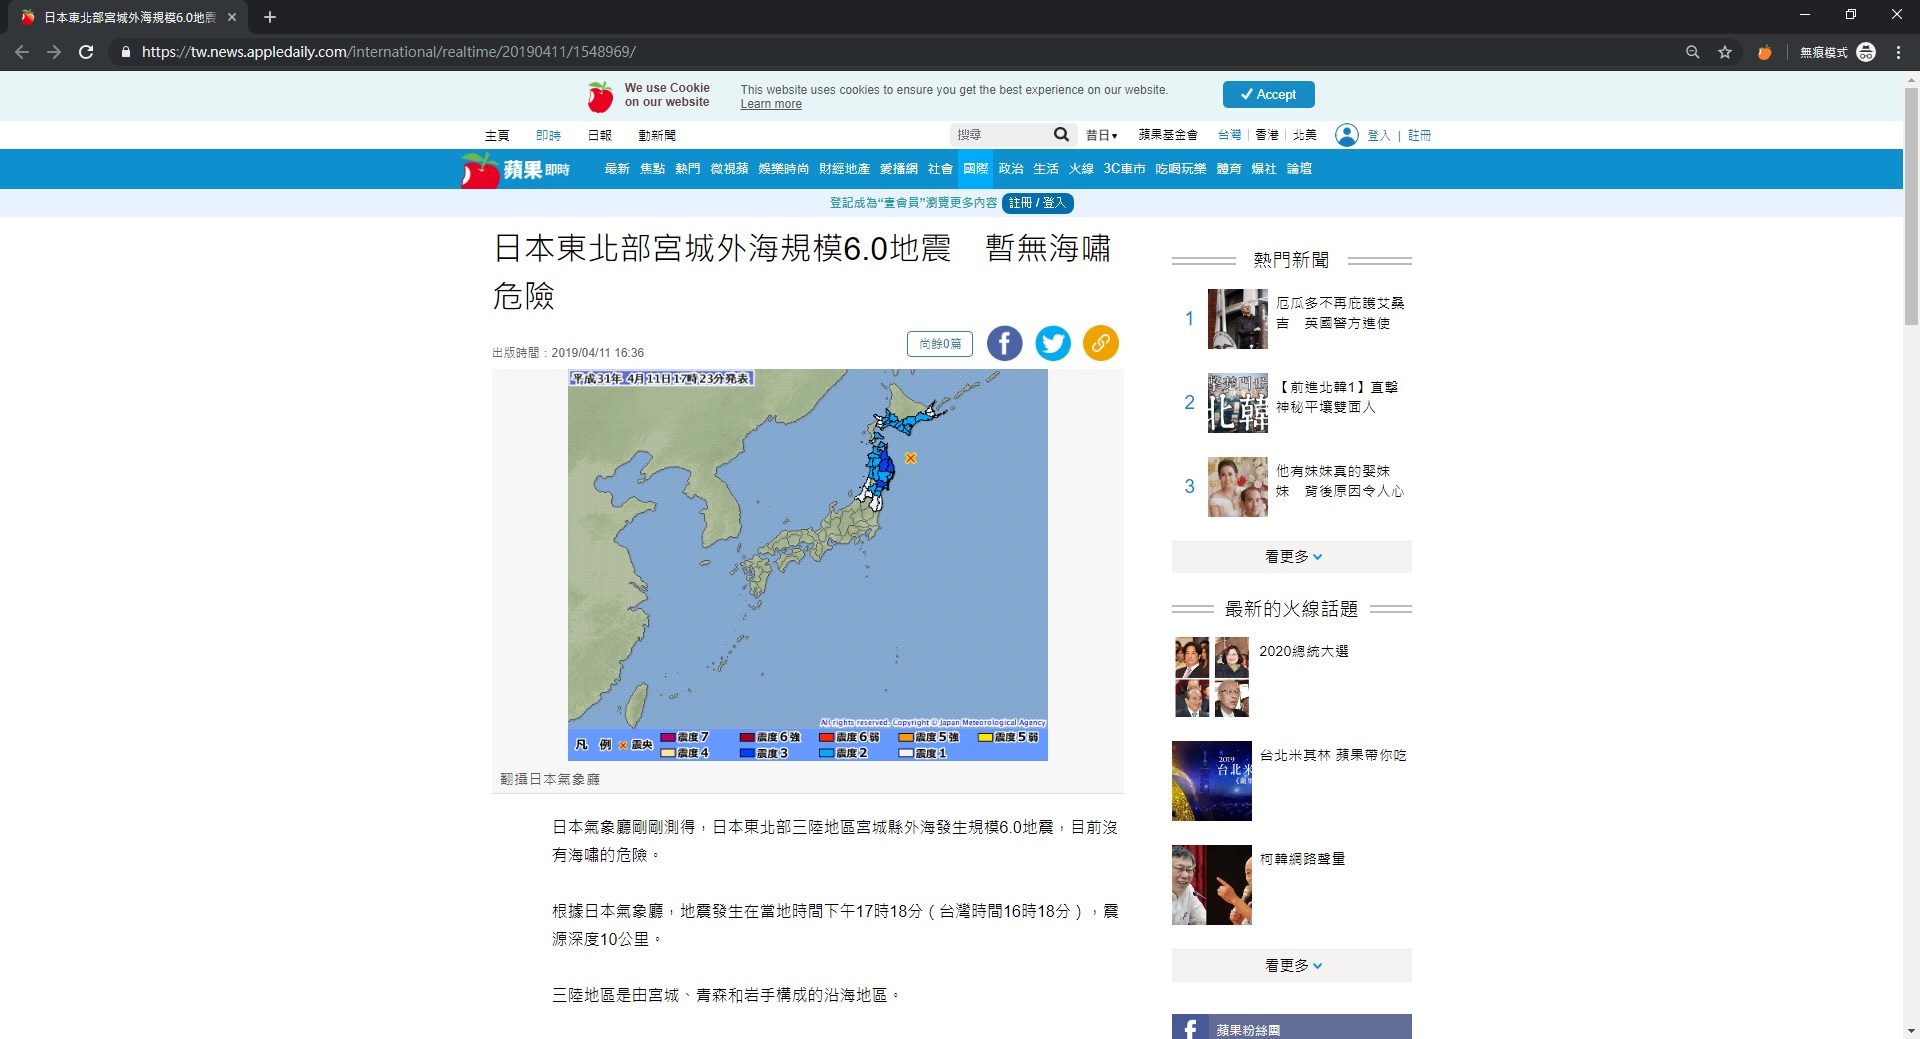 日本東北部宮城外海規模6.0地震
https://tw.news.appledaily.com/international/realtime/20190411/1548969/
無痕模式
We use Cookie
on our website
This website uses cookies to ensure you get the best experience on our website.
Learn more
Accept
主頁 即時 日報 動新聞
搜尋
昔日 蘋果基金會 台灣 | 香港 | 北美 登入 | 註冊
蘋果即時
最新 焦點 熱門 微視蘋 娛樂時尚 財經地產 愛播網 社會 國際 政治 生活 火線 3C車市 吃喝玩樂 體育 蘋社 論壇
登記成為“壹會員”瀏覽更多內容 註冊 / 登入
日本東北部宮城外海規模6.0地震 暫無海嘯
危險
尚餘0篇
出版時間：2019/04/11 16:36
平成31年 4月11日17時23分発表
All rights reserved. Copyright © Japan Meteorological Agency
凡 例 震央
震度7 震度6強 震度6弱 震度5強 震度5弱
震度4 震度3 震度2 震度1
翻攝日本氣象廳
日本氣象廳剛剛測得，日本東北部三陸地區宮城縣外海發生規模6.0地震，目前沒
有海嘯的危險。
根據日本氣象廳，地震發生在當地時間下午17時18分（台灣時間16時18分），震
源深度10公里。
三陸地區是由宮城、青森和岩手構成的沿海地區。
熱門新聞
1
厄瓜多不再庇護艾桑
吉 英國警方進使
2
北韓
【前進北韓1】直擊
神秘平壤雙面人
3
他有妹妹真的娶妹
妹 背後原因令人心
看更多
最新的火線話題
2020總統大選
2019
台北米
台北米其林 蘋果帶你吃
柯韓網路聲量
看更多
蘋果粉絲團